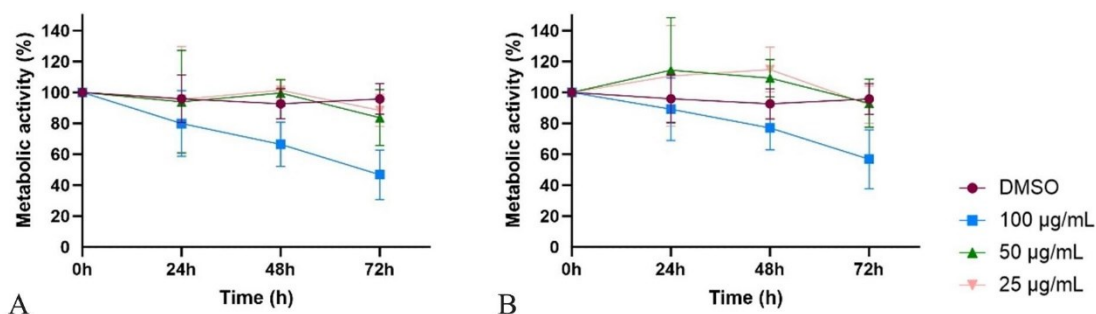 Metabolic activity (%)
140
120
100
80
60
40
20
0
0h 24h 48h 72h
Time (h)
A
Metabolic activity (%)
140
120
100
80
60
40
20
0
0h 24h 48h 72h
Time (h)
B
DMSO
100 µg/mL
50 µg/mL
25 µg/mL